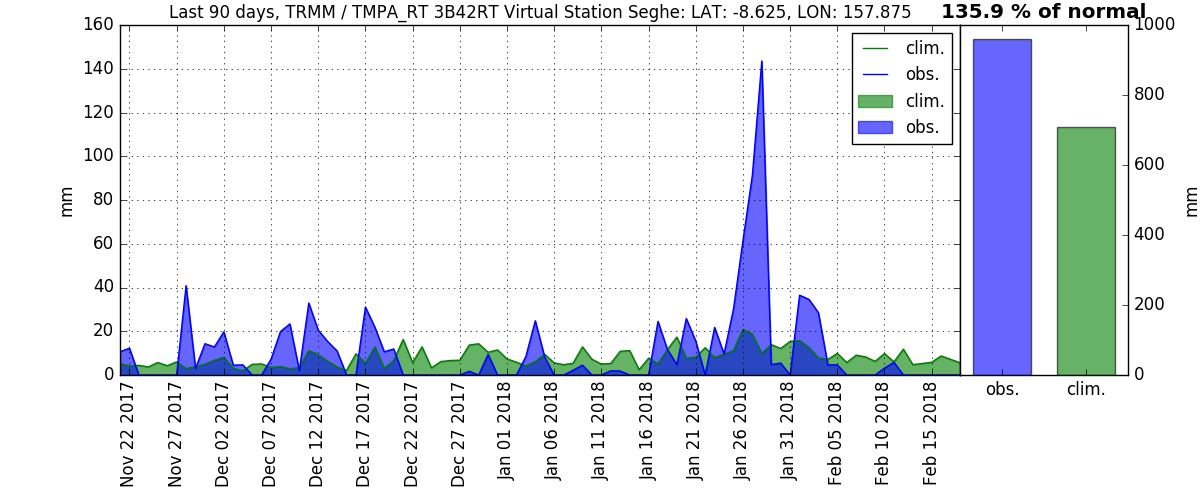 Last 90 days, TRMM / TMPA_RT 3B42RT Virtual Station Seghe: LAT: -8.625, LON: 157.875
135.9 % of normal
160
140
120
100
80
60
40
20
0
mm
clim.
obs.
clim.
obs.
Nov 22 2017
Nov 27 2017
Dec 02 2017
Dec 07 2017
Dec 12 2017
Dec 17 2017
Dec 22 2017
Dec 27 2017
Jan 01 2018
Jan 06 2018
Jan 11 2018
Jan 16 2018
Jan 21 2018
Jan 26 2018
Jan 31 2018
Feb 05 2018
Feb 10 2018
Feb 15 2018
1000
800
600
400
200
0
mm
obs.
clim.